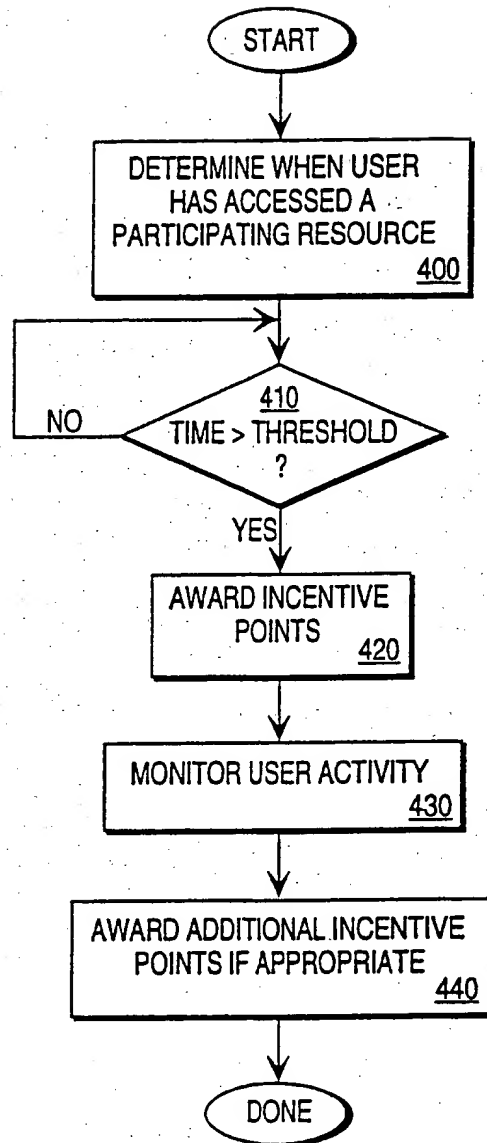 START
DETERMINE WHEN USER
HAS ACCESSED A
PARTICIPATING RESOURCE
400
410
TIME > THRESHOLD
?
NO
YES
AWARD INCENTIVE
POINTS
420
MONITOR USER ACTIVITY
430
AWARD ADDITIONAL INCENTIVE
POINTS IF APPROPRIATE
440
DONE